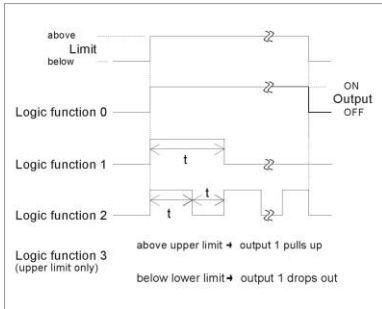 above
Limit
below
ON
Output
OFF
Logic function 0
Logic function 1
t
t
Logic function 2
t
Logic function 3
(upper limit only)
above upper limit → output 1 pulls up
below lower limit → output 1 drops out